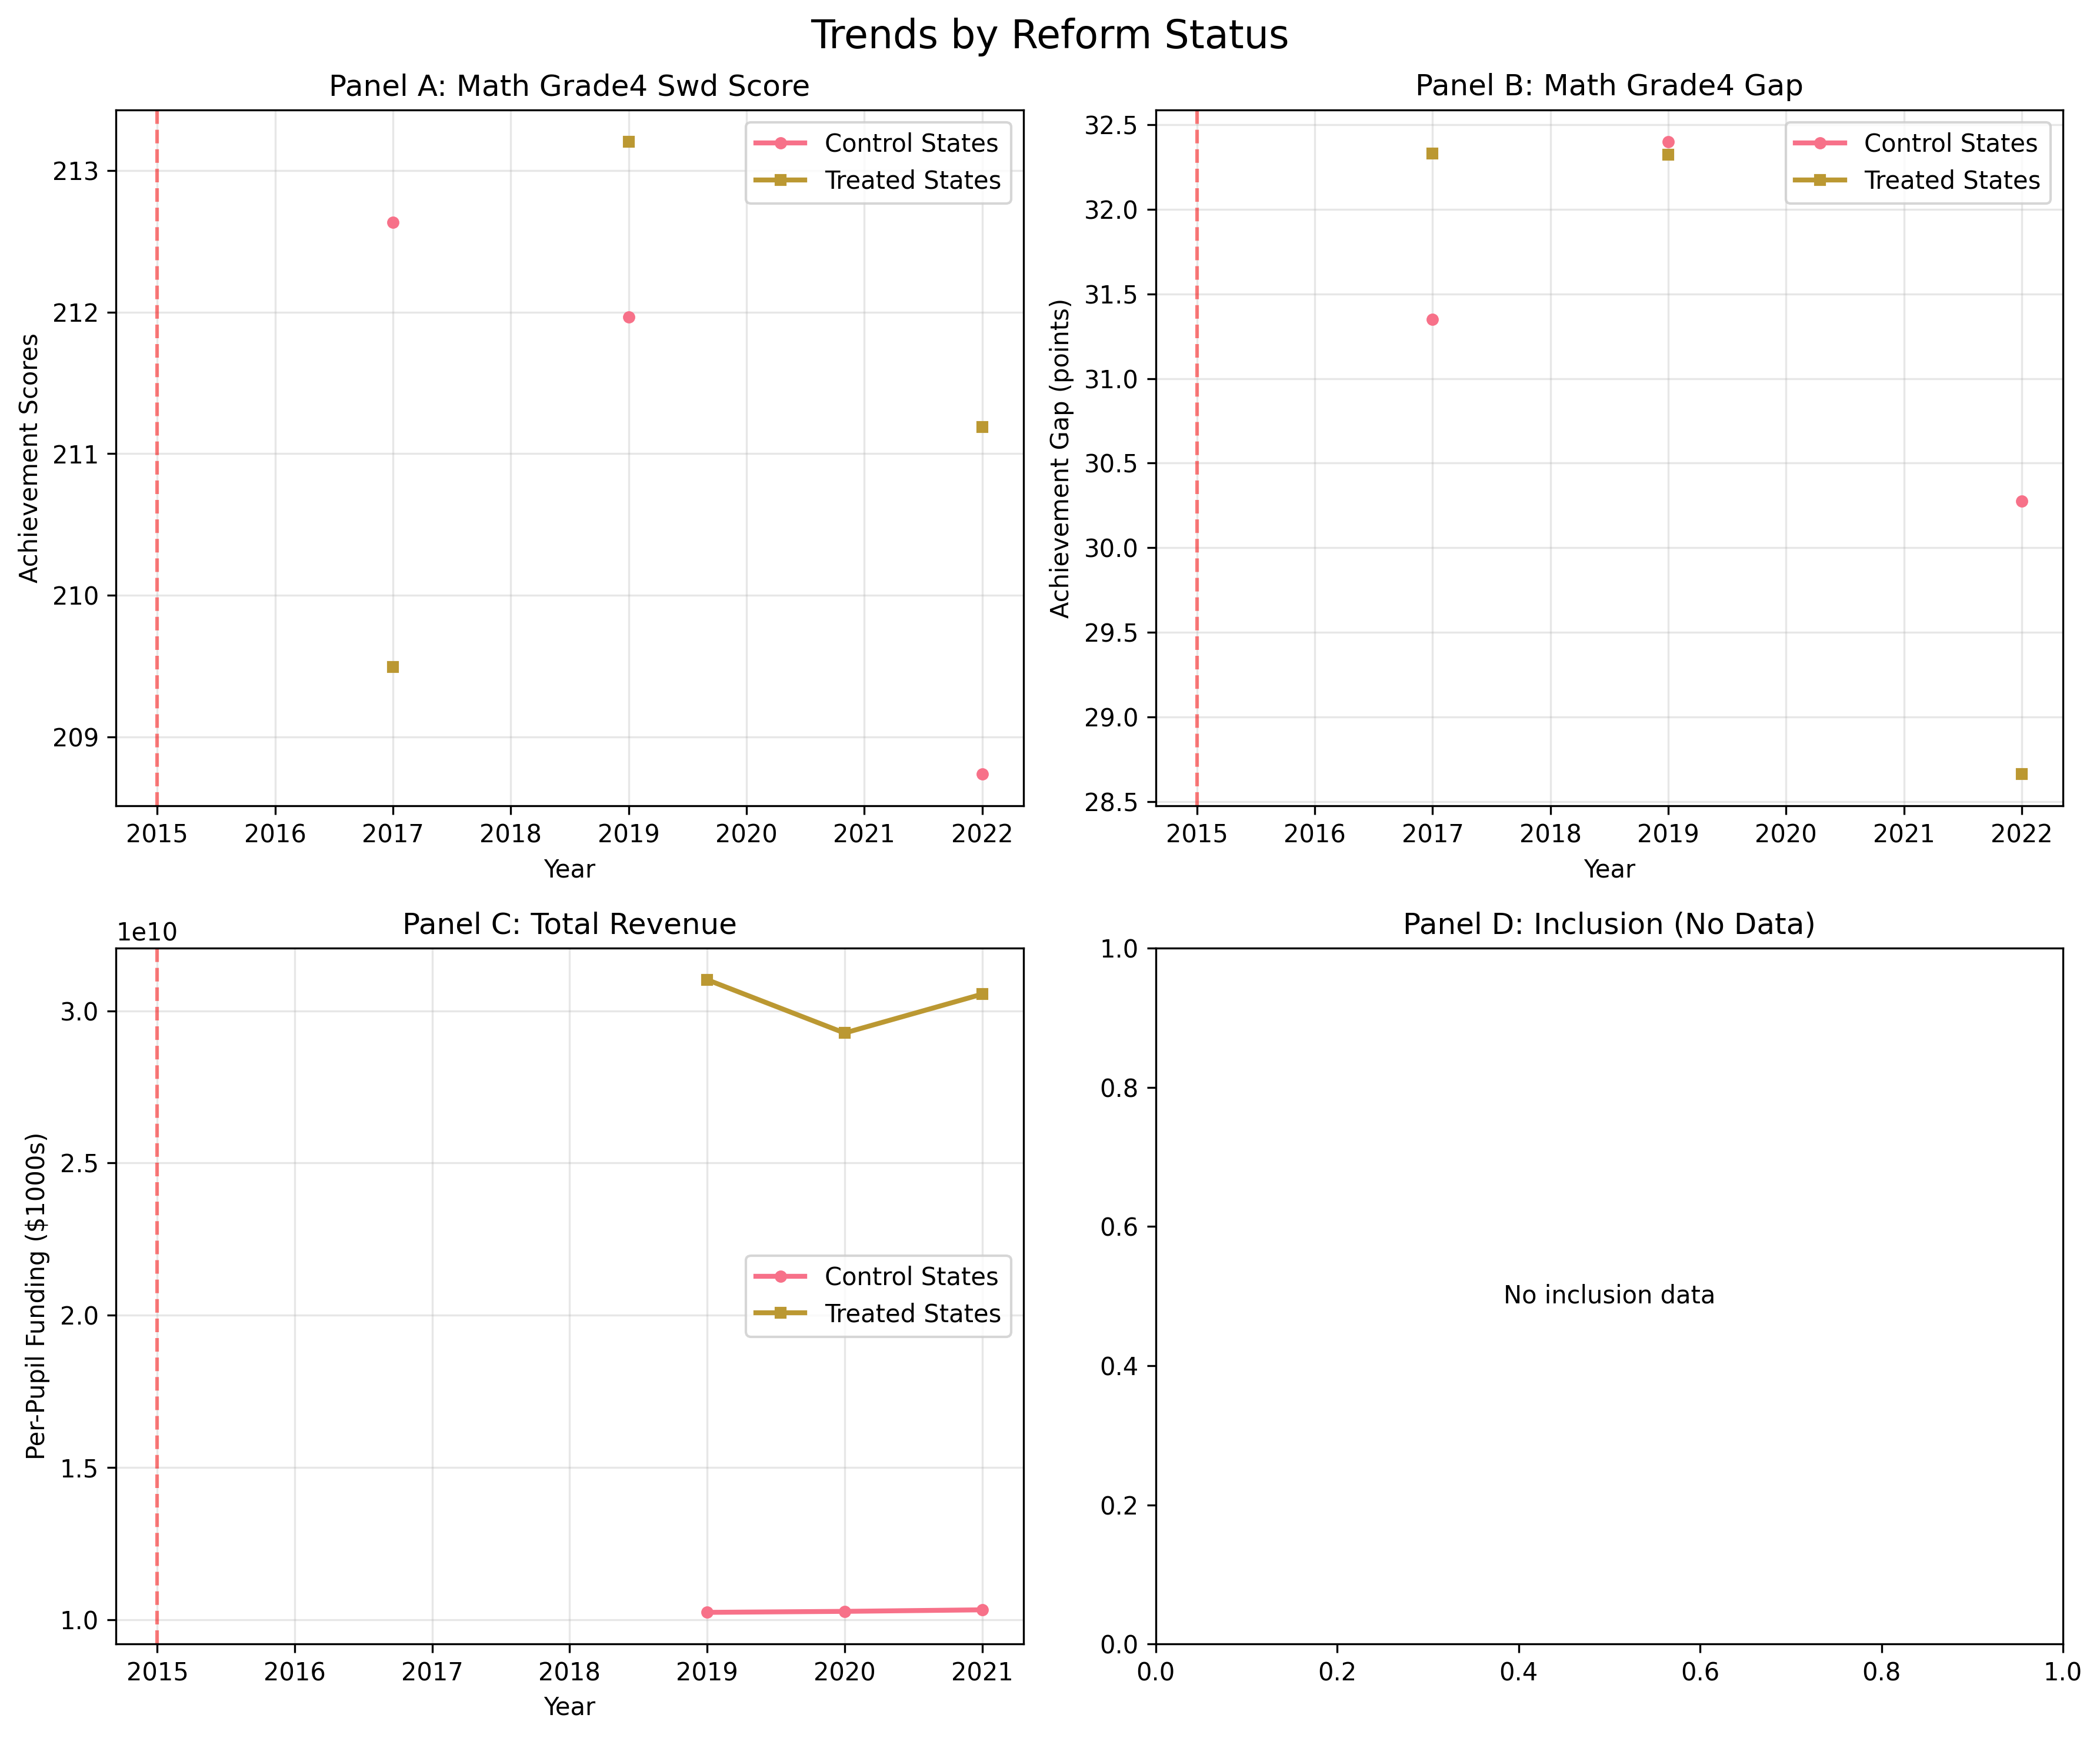 Trends by Reform Status
Panel A: Math Grade4 Swd Score
Achievement Scores
213
212
211
210
209
Control States
Treated States
2015 2016 2017 2018 2019 2020 2021 2022
Year
Panel B: Math Grade4 Gap
Achievement Gap (points)
32.5
32.0
31.5
31.0
30.5
30.0
29.5
29.0
28.5
Control States
Treated States
2015 2016 2017 2018 2019 2020 2021 2022
Year
Panel C: Total Revenue
1e10
Per-Pupil Funding ($1000s)
3.0
2.5
2.0
1.5
1.0
Control States
Treated States
2015 2016 2017 2018 2019 2020 2021
Year
Panel D: Inclusion (No Data)
1.0
0.8
0.6
0.4
0.2
0.0
No inclusion data
0.0 0.2 0.4 0.6 0.8 1.0